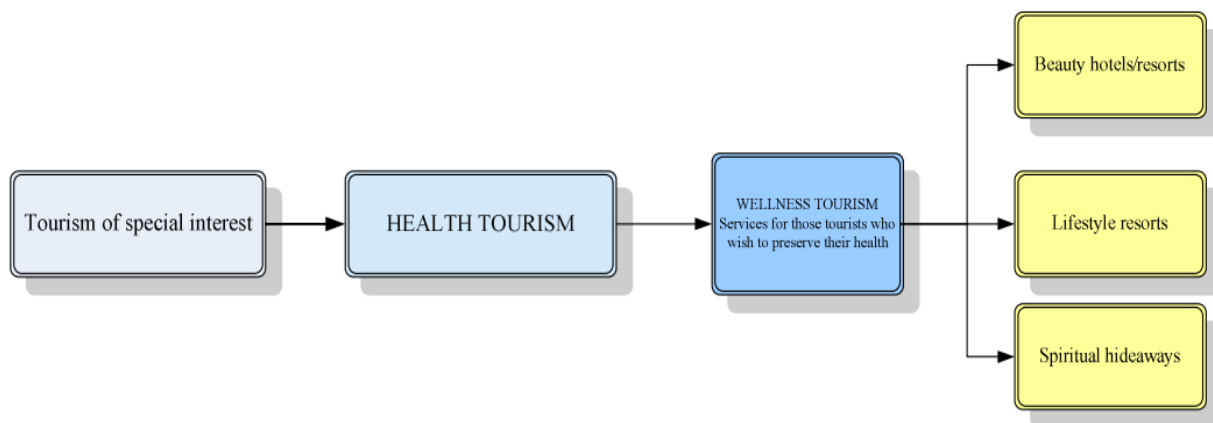 Tourism of special interest
HEALTH TOURISM
WELLNESS TOURISM
Services for those tourists who
wish to preserve their health
Beauty hotels/resorts
Lifestyle resorts
Spiritual hideaways